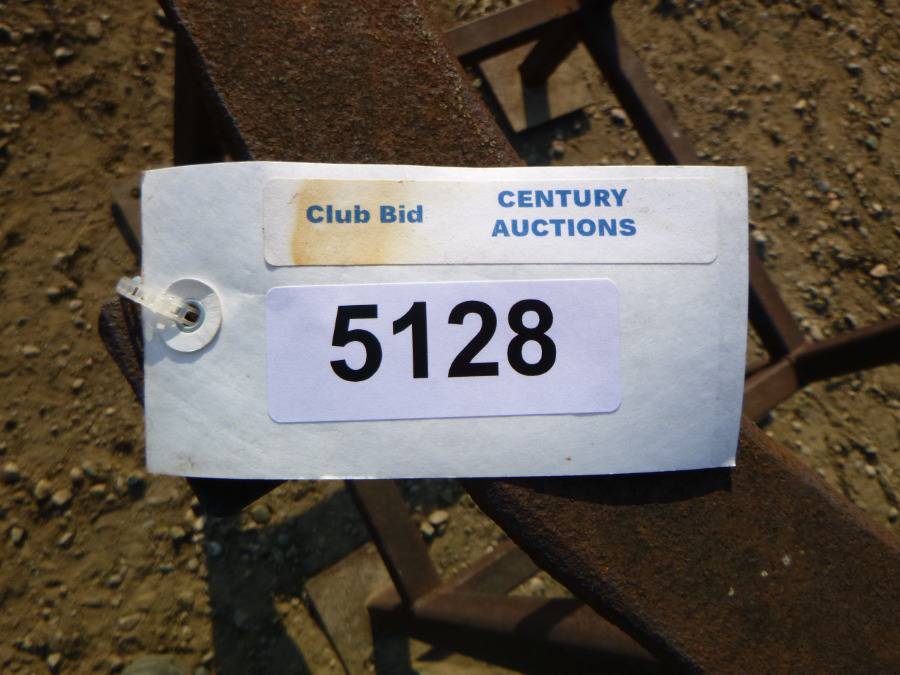 Club Bid
CENTURY
AUCTIONS
5128